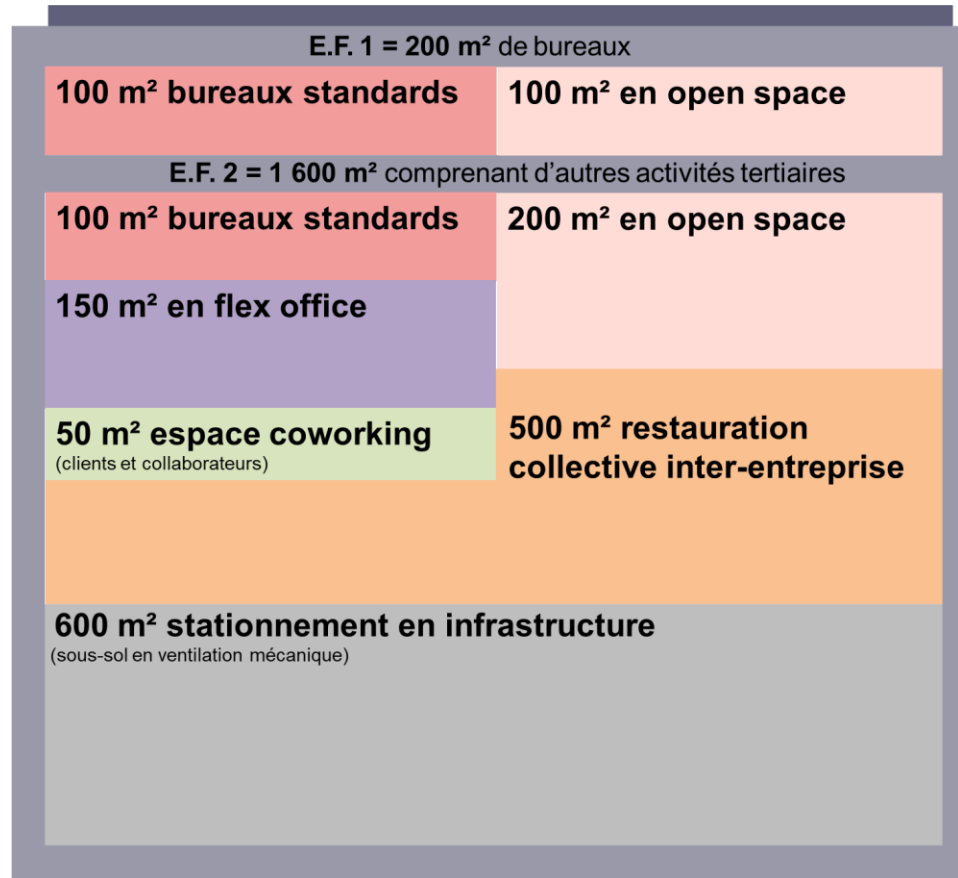 E.F. 1 = 200 m² de bureaux
100 m² bureaux standards
100 m² en open space
E.F. 2 = 1 600 m² comprenant d'autres activités tertiaires
100 m² bureaux standards
200 m² en open space
150 m² en flex office
50 m² espace coworking
(clients et collaborateurs)
500 m² restauration
collective inter-entreprise
600 m² stationnement en infrastructure
(sous-sol en ventilation mécanique)